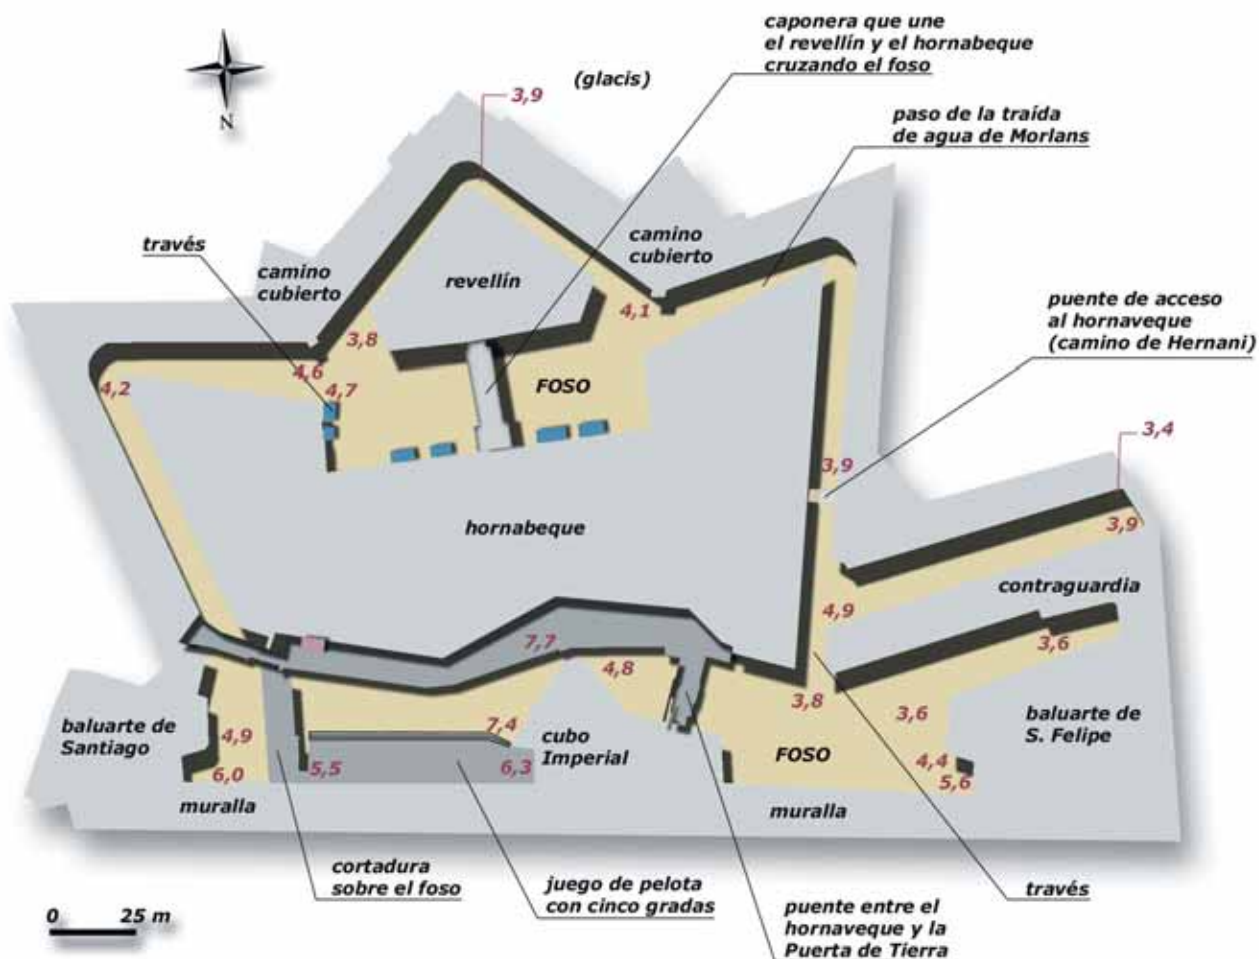 caponera que une
el revellín y el hornabeque
cruzando el foso
N
(glacis)
3,9
paso de la traída
de agua de Morlans
través
camino
cubierto
revellín
camino
cubierto
4,1
3,8
4,6
4,7
4,2
FOSO
puente de acceso
al hornaveque
(camino de Hernani)
3,9
3,4
3,9
hornabeque
contraguardia
4,9
3,6
7,7
4,8
3,8
3,6
baluarte de
Santiago
4,9
6,0
7,4
cubo
Imperial
5,5
6,3
FOSO
baluarte de
S. Felipe
4,4
5,6
muralla
muralla
cortadura
sobre el foso
juego de pelota
con cinco gradas
través
puente entre el
hornaveque y la
Puerta de Tierra
0 25 m